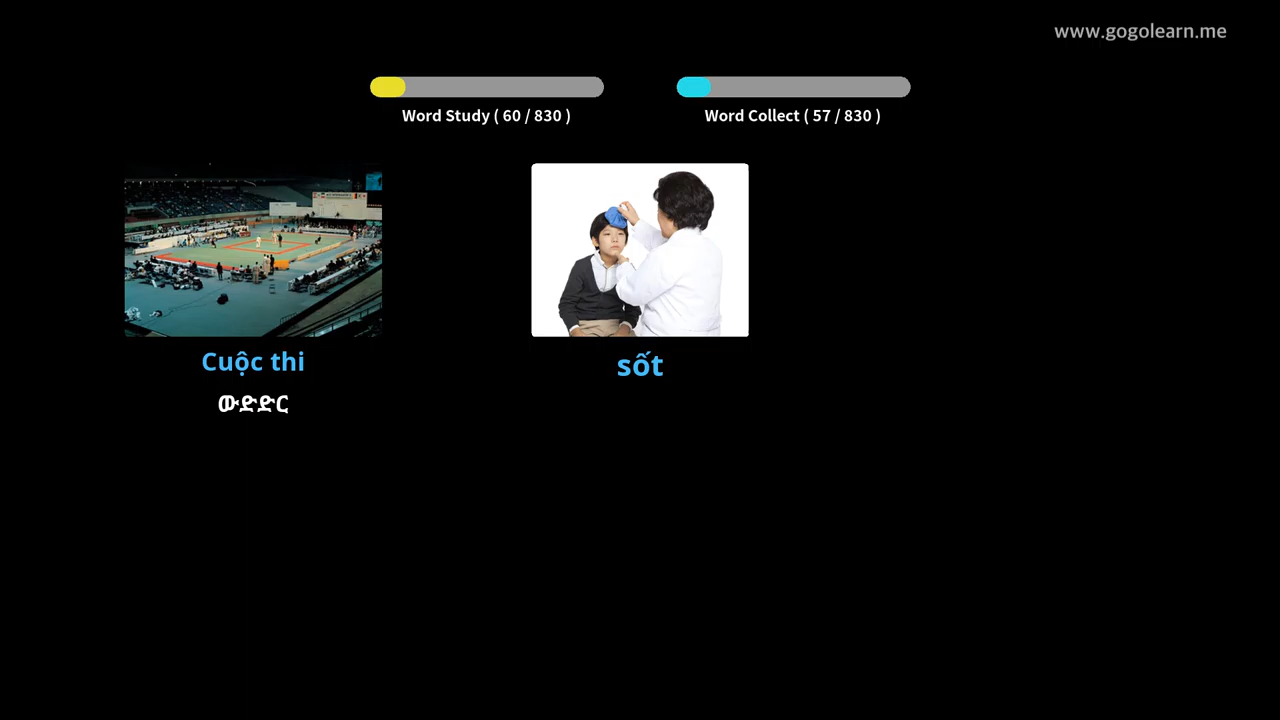 www.gogolearn.me
Word Study ( 60 / 830 )
Word Collect ( 57 / 830 )
Cuộc thi
ውድድር
sốt